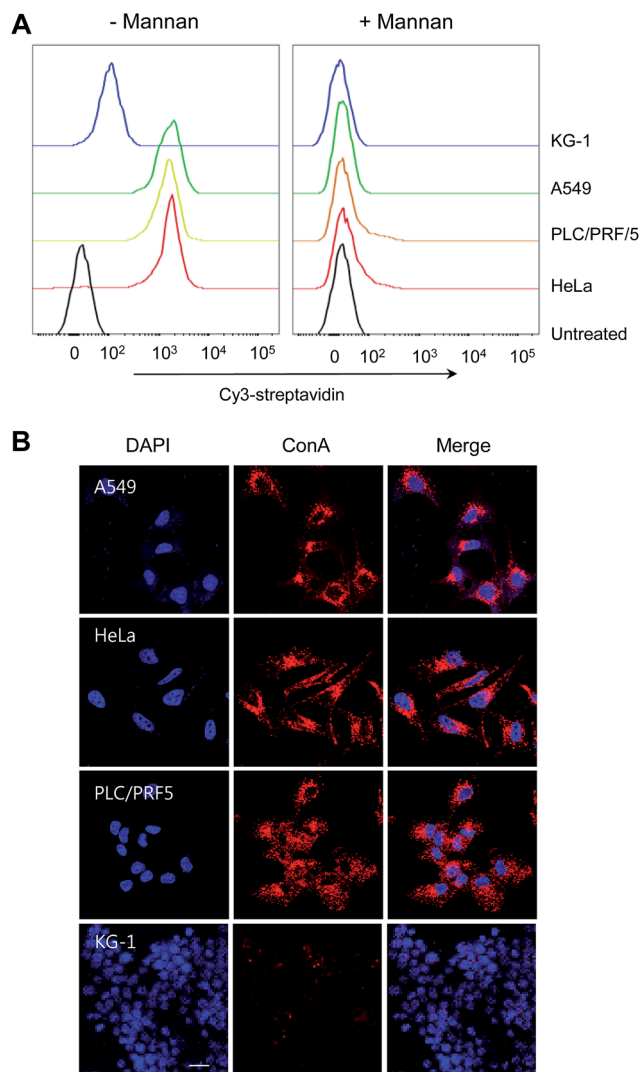 A
- Mannan + Mannan
KG-1
A549
PLC/PRF/5
HeLa
Untreated
0 10² 10³ 10⁴ 10⁵ 0 10² 10³ 10⁴ 10⁵
Cy3-streptavidin
B
DAPI ConA Merge
A549
HeLa
PLC/PRF5
KG-1